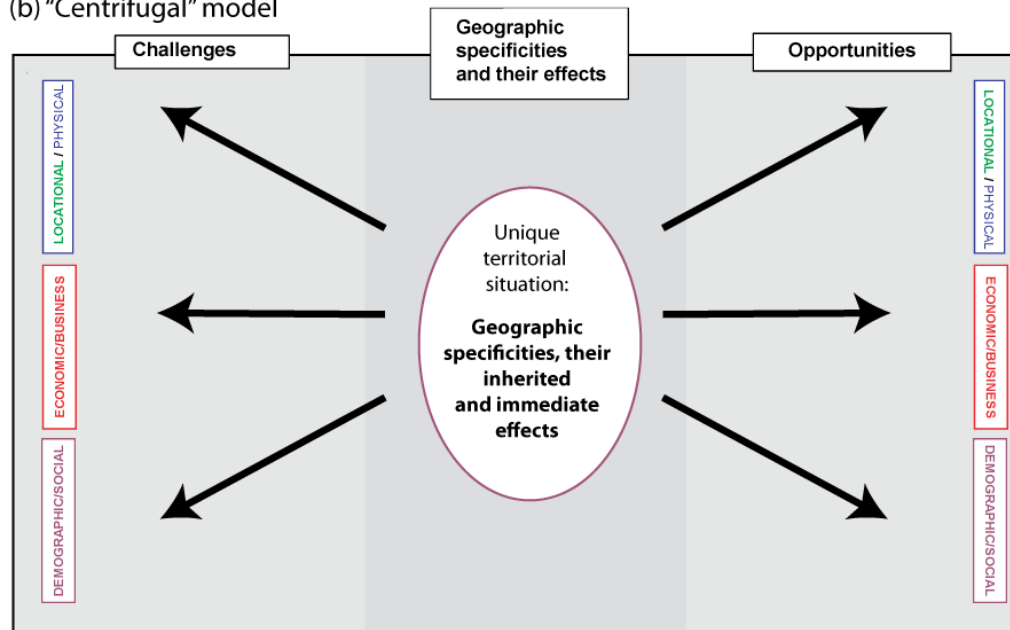 (b) “Centrifugal” model
Challenges
Geographic
specificities
and their effects
Opportunities
LOCATIONAL / PHYSICAL
ECONOMIC/BUSINESS
DEMOGRAPHIC/SOCIAL
Unique
territorial
situation:
Geographic
specificities, their
inherited
and immediate
effects
LOCATIONAL / PHYSICAL
ECONOMIC/BUSINESS
DEMOGRAPHIC/SOCIAL